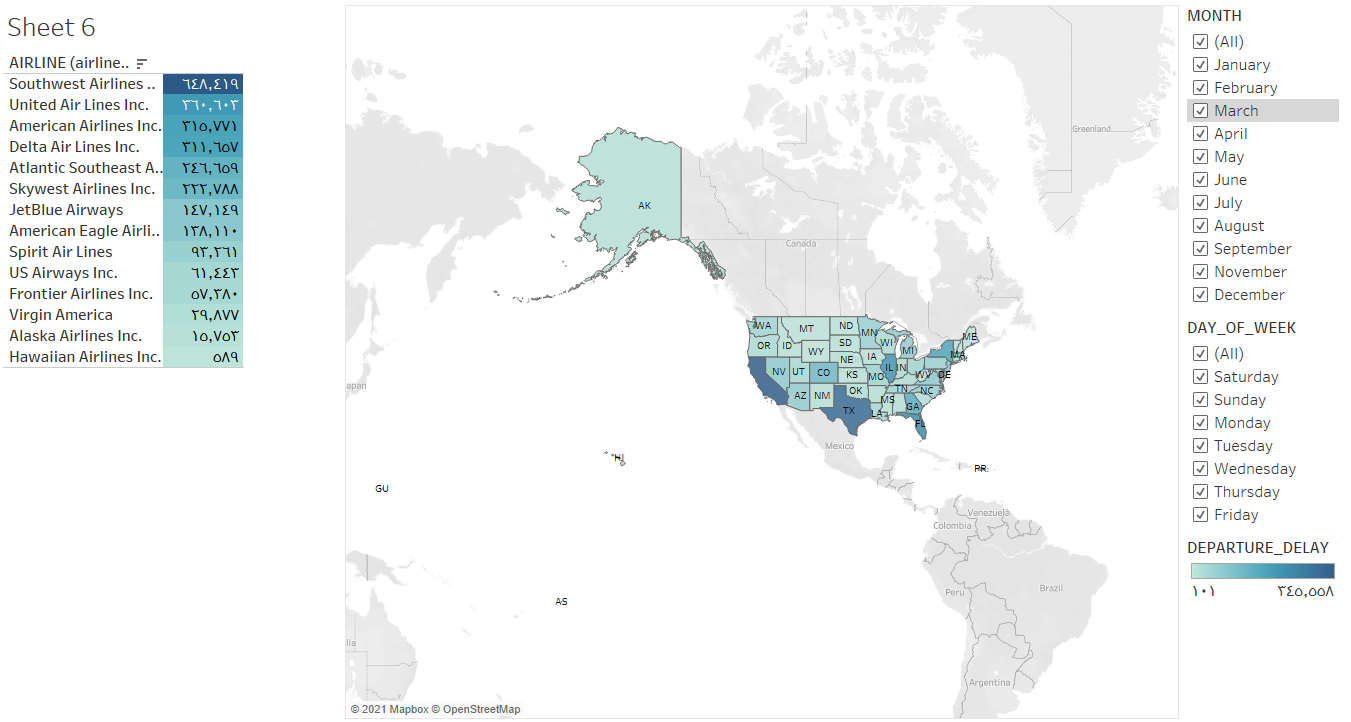 Sheet 6
AIRLINE (airline..
Southwest Airlines .. ٦٤٨,٤١٩
United Air Lines Inc. ٣٦٠,٦٠٣
American Airlines Inc. ٣١٥,٧٧١
Delta Air Lines Inc. ٣١١,٦٥٧
Atlantic Southeast A.. ٢٤٦,٦٥٩
Skywest Airlines Inc. ٢٢٢,٧٨٨
JetBlue Airways ١٤٧,١٤٩
American Eagle Airli.. ١٣٨,١١٠
Spirit Air Lines ٩٣,٢٦١
US Airways Inc. ٦١,٤٤٣
Frontier Airlines Inc. ٥٧,٣٨٠
Virgin America ٢٩,٨٧٧
Alaska Airlines Inc. ١٥,٧٥٣
Hawaiian Airlines Inc. ٥٨٩
Greenland
AK
Canada
WA MT ND MN ME
OR ID SD WI MI MA
WY NE IA
NV UT CO KS MO IL IN WV DE
AZ NM OK TN NC
TX LA MS GA
FL
apan
Mexico
HI
PR
GU
Venezuela
Colombia
AS
Peru
Brazil
lia
Argentina
© 2021 Mapbox © OpenStreetMap
MONTH
(All)
January
February
March
April
May
June
July
August
September
November
December
DAY_OF_WEEK
(All)
Saturday
Sunday
Monday
Tuesday
Wednesday
Thursday
Friday
DEPARTURE_DELAY
١٠١ ٣٤٥,٥٥٨